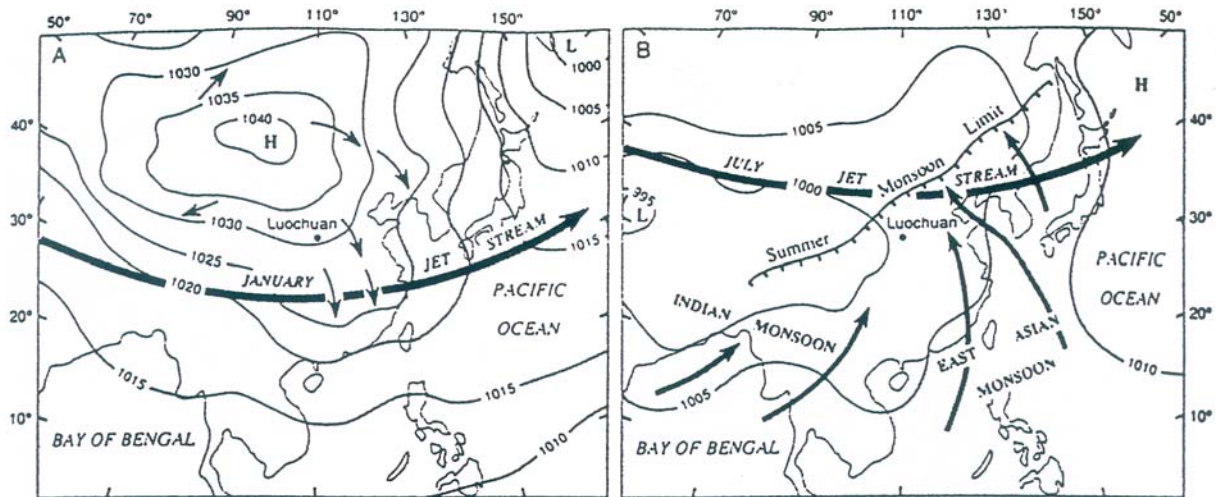 50° 70° 90° 110° 130° 150°
A
L
1000
1030
1035
1005
1040
H
40°
1010
1030
30°
Luochuan
1015
1025
STREAM
JET
JANUARY
1020
PACIFIC
OCEAN
20°
1015
1015
10°
BAY OF BENGAL
1010
70° 90° 110° 130° 150° 50°
B
H
Limit
1005
40°
JULY JET STREAM
Monsoon
1000
995
L
30°
Luochuan
Summer
PACIFIC
OCEAN
INDIAN MONSOON
20°
ASIAN
EAST
MONSOON
1010
1005
10°
BAY OF BENGAL